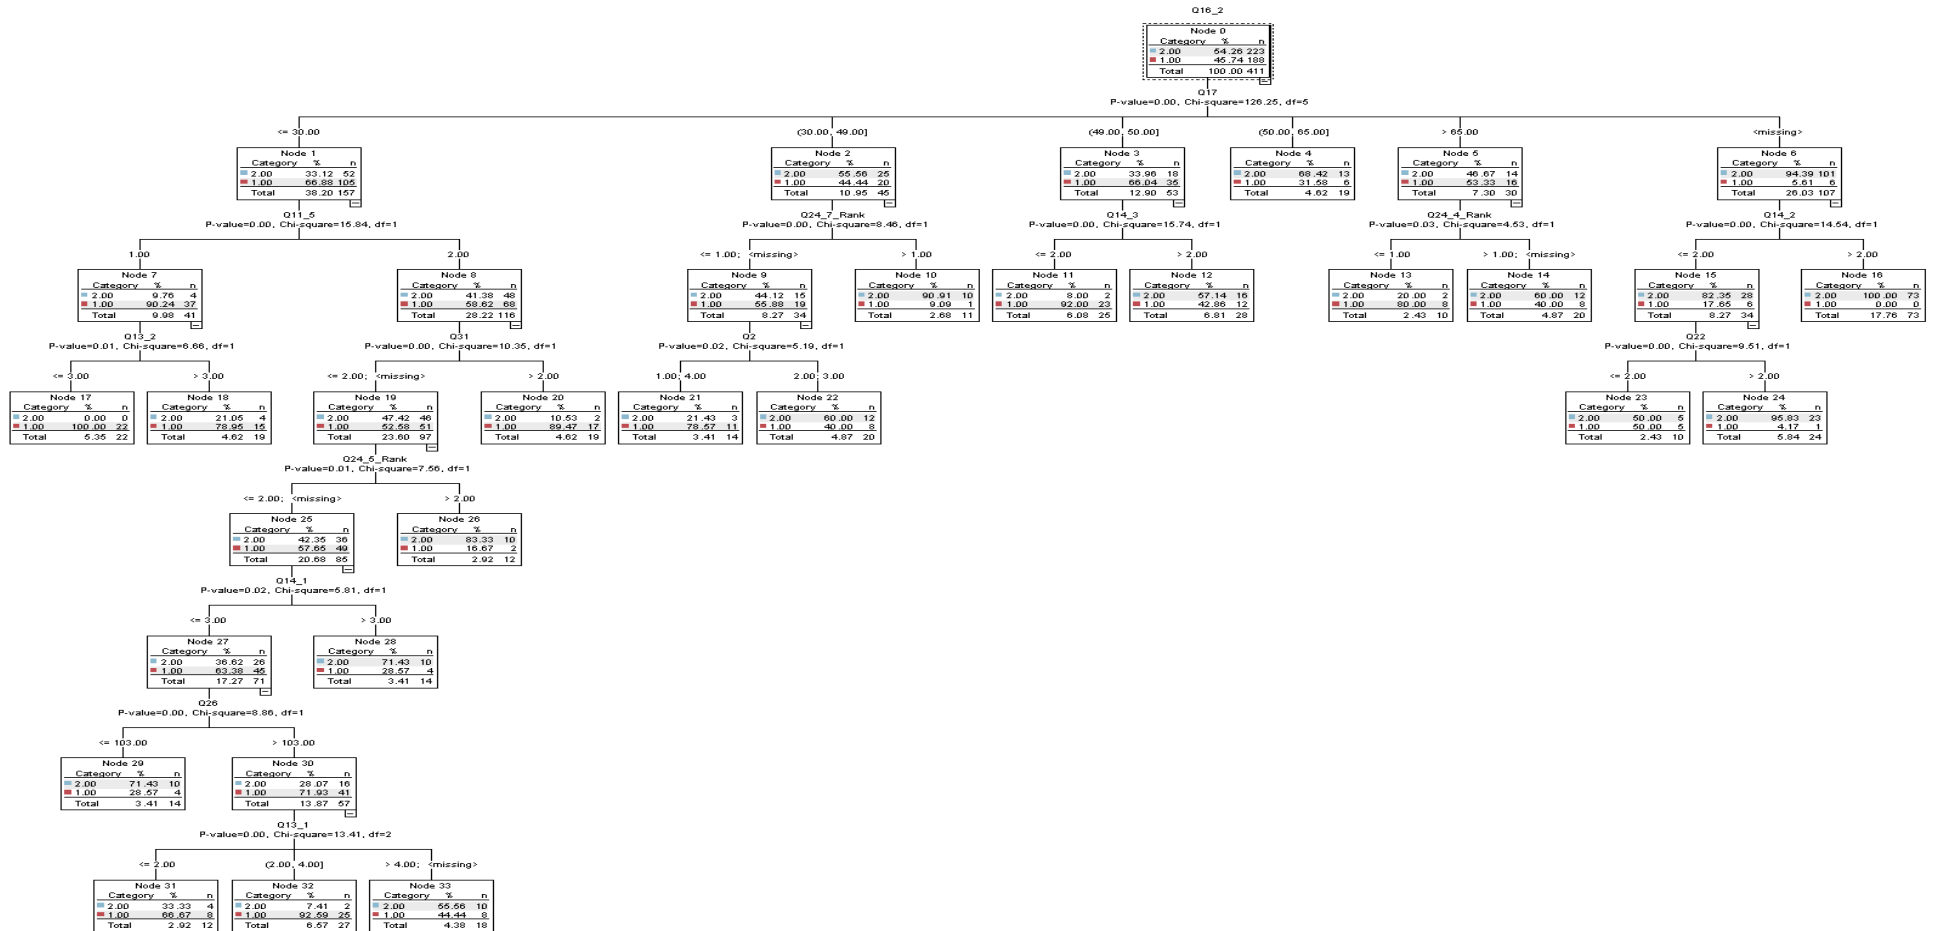 Q16_2
Node 0
Category % n
2.00 54.26 223
1.00 45.74 188
Total 100.00 411
Q17
P-value=0.00, Chi-square=126.25, df=5
<= 30.00
(30.00, 49.00]
(49.00, 50.00]
(50.00, 65.00]
> 65.00
<missing>
Node 1
Category % n
2.00 33.12 52
1.00 66.88 105
Total 38.20 157
Node 2
Category % n
2.00 55.56 25
1.00 44.44 20
Total 10.95 45
Node 3
Category % n
2.00 33.96 18
1.00 66.04 35
Total 12.90 53
Node 4
Category % n
2.00 68.42 13
1.00 31.58 6
Total 4.62 19
Node 5
Category % n
2.00 46.67 14
1.00 53.33 16
Total 7.30 30
Node 6
Category % n
2.00 94.39 101
1.00 5.61 6
Total 26.03 107
Q11_5
P-value=0.00, Chi-square=15.84, df=1
Q24_7_Rank
P-value=0.00, Chi-square=8.46, df=1
Q14_3
P-value=0.00, Chi-square=15.74, df=1
Q24_4_Rank
P-value=0.03, Chi-square=4.53, df=1
Q14_2
P-value=0.00, Chi-square=14.54, df=1
1.00
2.00
<= 1.00; <missing>
> 1.00
<= 2.00
> 2.00
<= 1.00
> 1.00; <missing>
<= 2.00
> 2.00
Node 7
Category % n
2.00 9.76 4
1.00 90.24 37
Total 9.98 41
Node 8
Category % n
2.00 41.38 48
1.00 58.62 68
Total 28.22 116
Node 9
Category % n
2.00 44.12 15
1.00 55.88 19
Total 8.27 34
Node 10
Category % n
2.00 90.91 10
1.00 9.09 1
Total 2.68 11
Node 11
Category % n
2.00 8.00 2
1.00 92.00 23
Total 6.08 25
Node 12
Category % n
2.00 57.14 16
1.00 42.86 12
Total 6.81 28
Node 13
Category % n
2.00 20.00 2
1.00 80.00 8
Total 2.43 10
Node 14
Category % n
2.00 60.00 12
1.00 40.00 8
Total 4.87 20
Node 15
Category % n
2.00 82.35 28
1.00 17.65 6
Total 8.27 34
Node 16
Category % n
2.00 100.00 73
1.00 0.00 0
Total 17.76 73
Q13_2
P-value=0.01, Chi-square=6.66, df=1
Q31
P-value=0.00, Chi-square=10.35, df=1
Q2
P-value=0.02, Chi-square=5.19, df=1
Q22
P-value=0.00, Chi-square=9.51, df=1
<= 3.00
> 3.00
<= 2.00; <missing>
> 2.00
1.00; 4.00
2.00; 3.00
<= 2.00
> 2.00
Node 17
Category % n
2.00 0.00 0
1.00 100.00 22
Total 5.35 22
Node 18
Category % n
2.00 21.05 4
1.00 78.95 15
Total 4.62 19
Node 19
Category % n
2.00 47.42 46
1.00 52.58 51
Total 23.60 97
Node 20
Category % n
2.00 10.53 2
1.00 89.47 17
Total 4.62 19
Node 21
Category % n
2.00 21.43 3
1.00 78.57 11
Total 3.41 14
Node 22
Category % n
2.00 60.00 12
1.00 40.00 8
Total 4.87 20
Node 23
Category % n
2.00 50.00 5
1.00 50.00 5
Total 2.43 10
Node 24
Category % n
2.00 95.83 23
1.00 4.17 1
Total 5.84 24
Q24_5_Rank
P-value=0.01, Chi-square=7.56, df=1
<= 2.00; <missing>
> 2.00
Node 25
Category % n
2.00 42.35 36
1.00 57.65 49
Total 20.68 85
Node 26
Category % n
2.00 83.33 10
1.00 16.67 2
Total 2.92 12
Q14_1
P-value=0.02, Chi-square=5.81, df=1
<= 3.00
> 3.00
Node 27
Category % n
2.00 36.62 26
1.00 63.38 45
Total 17.27 71
Node 28
Category % n
2.00 71.43 10
1.00 28.57 4
Total 3.41 14
Q26
P-value=0.00, Chi-square=8.86, df=1
<= 103.00
> 103.00
Node 29
Category % n
2.00 71.43 10
1.00 28.57 4
Total 3.41 14
Node 30
Category % n
2.00 28.07 16
1.00 71.93 41
Total 13.87 57
Q13_1
P-value=0.00, Chi-square=13.41, df=2
<= 2.00
(2.00, 4.00]
> 4.00; <missing>
Node 31
Category % n
2.00 33.33 4
1.00 66.67 8
Total 2.92 12
Node 32
Category % n
2.00 7.41 2
1.00 92.59 25
Total 6.57 27
Node 33
Category % n
2.00 55.56 10
1.00 44.44 8
Total 4.38 18